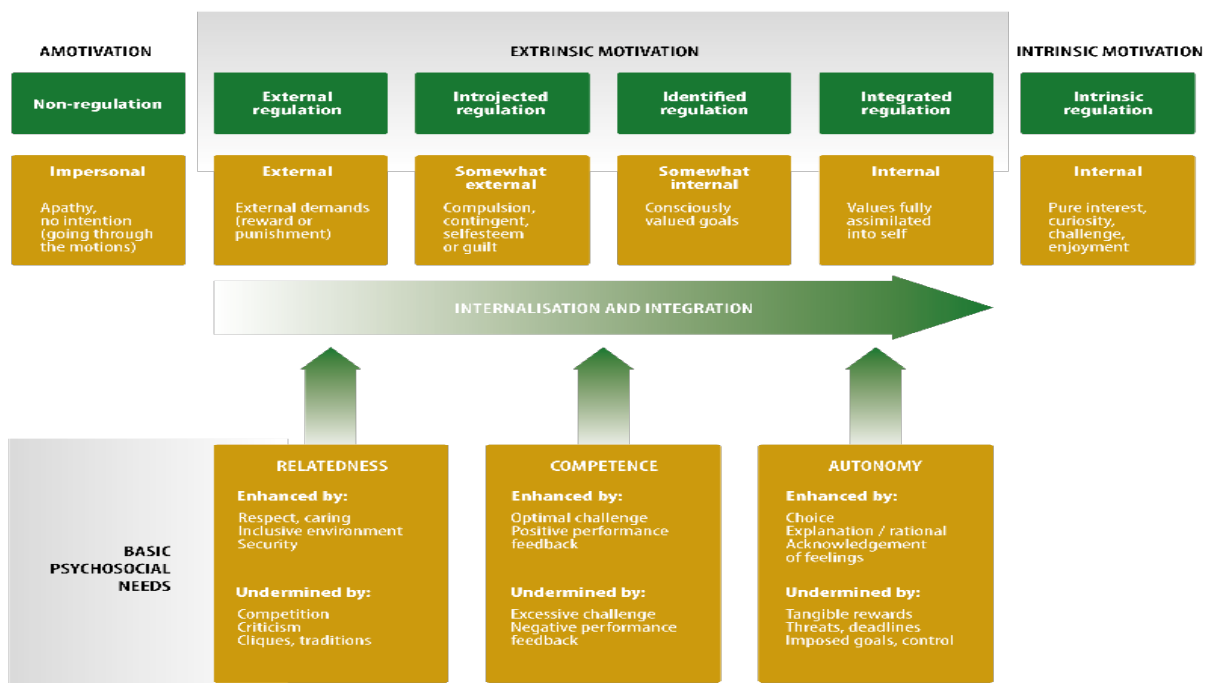 AMOTIVATION
EXTRINSIC MOTIVATION
INTRINSIC MOTIVATION
Non-regulation
External
regulation
Introjected
regulation
Identified
regulation
Integrated
regulation
Intrinsic
regulation
Impersonal
Apathy,
no intention
(going through
the motions)
External
External demands
(reward or
punishment)
Somewhat
external
Compulsion,
contingent,
selfesteem
or guilt
Somewhat
internal
Consciously
valued goals
Internal
Values fully
assimilated
into self
Internal
Pure interest,
curiosity,
challenge,
enjoyment
INTERNALISATION AND INTEGRATION
BASIC
PSYCHOSOCIAL
NEEDS
RELATEDNESS
Enhanced by:
Respect, caring
Inclusive environment
Security
Undermined by:
Competition
Criticism
Cliques, traditions
COMPETENCE
Enhanced by:
Optimal challenge
Positive performance
feedback
Undermined by:
Excessive challenge
Negative performance
feedback
AUTONOMY
Enhanced by:
Choice
Explanation / rational
Acknowledgement
of feelings
Undermined by:
Tangible rewards
Threats, deadlines
Imposed goals, control